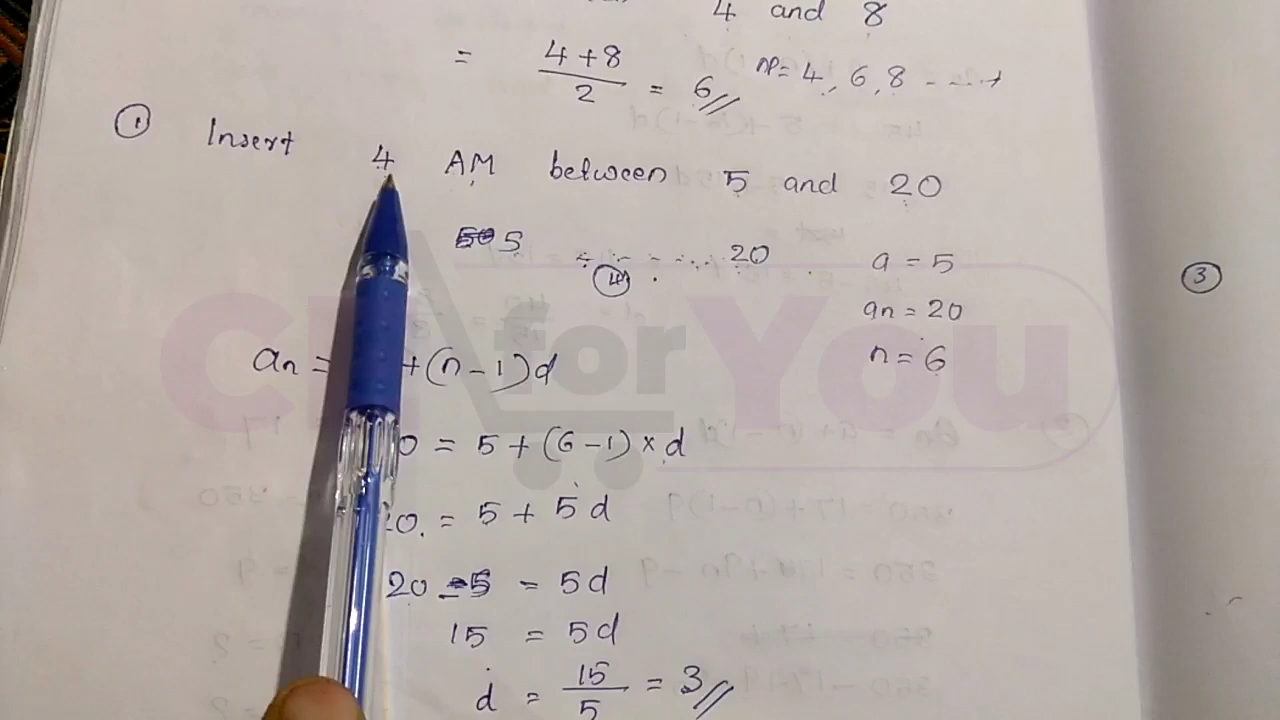 4 and 8
= 4+8/2 = 6 AP= 4, 6, 8 ----
① Insert 4 AM between 5 and 20
5 ④ ..... 20
a = 5
an = 20
n = 6
③
an = + (n-1)d
0 = 5 + (6-1) × d
20. = 5 + 5d
20 - 5 = 5d
15 = 5d
d = 15/5 = 3
forYou